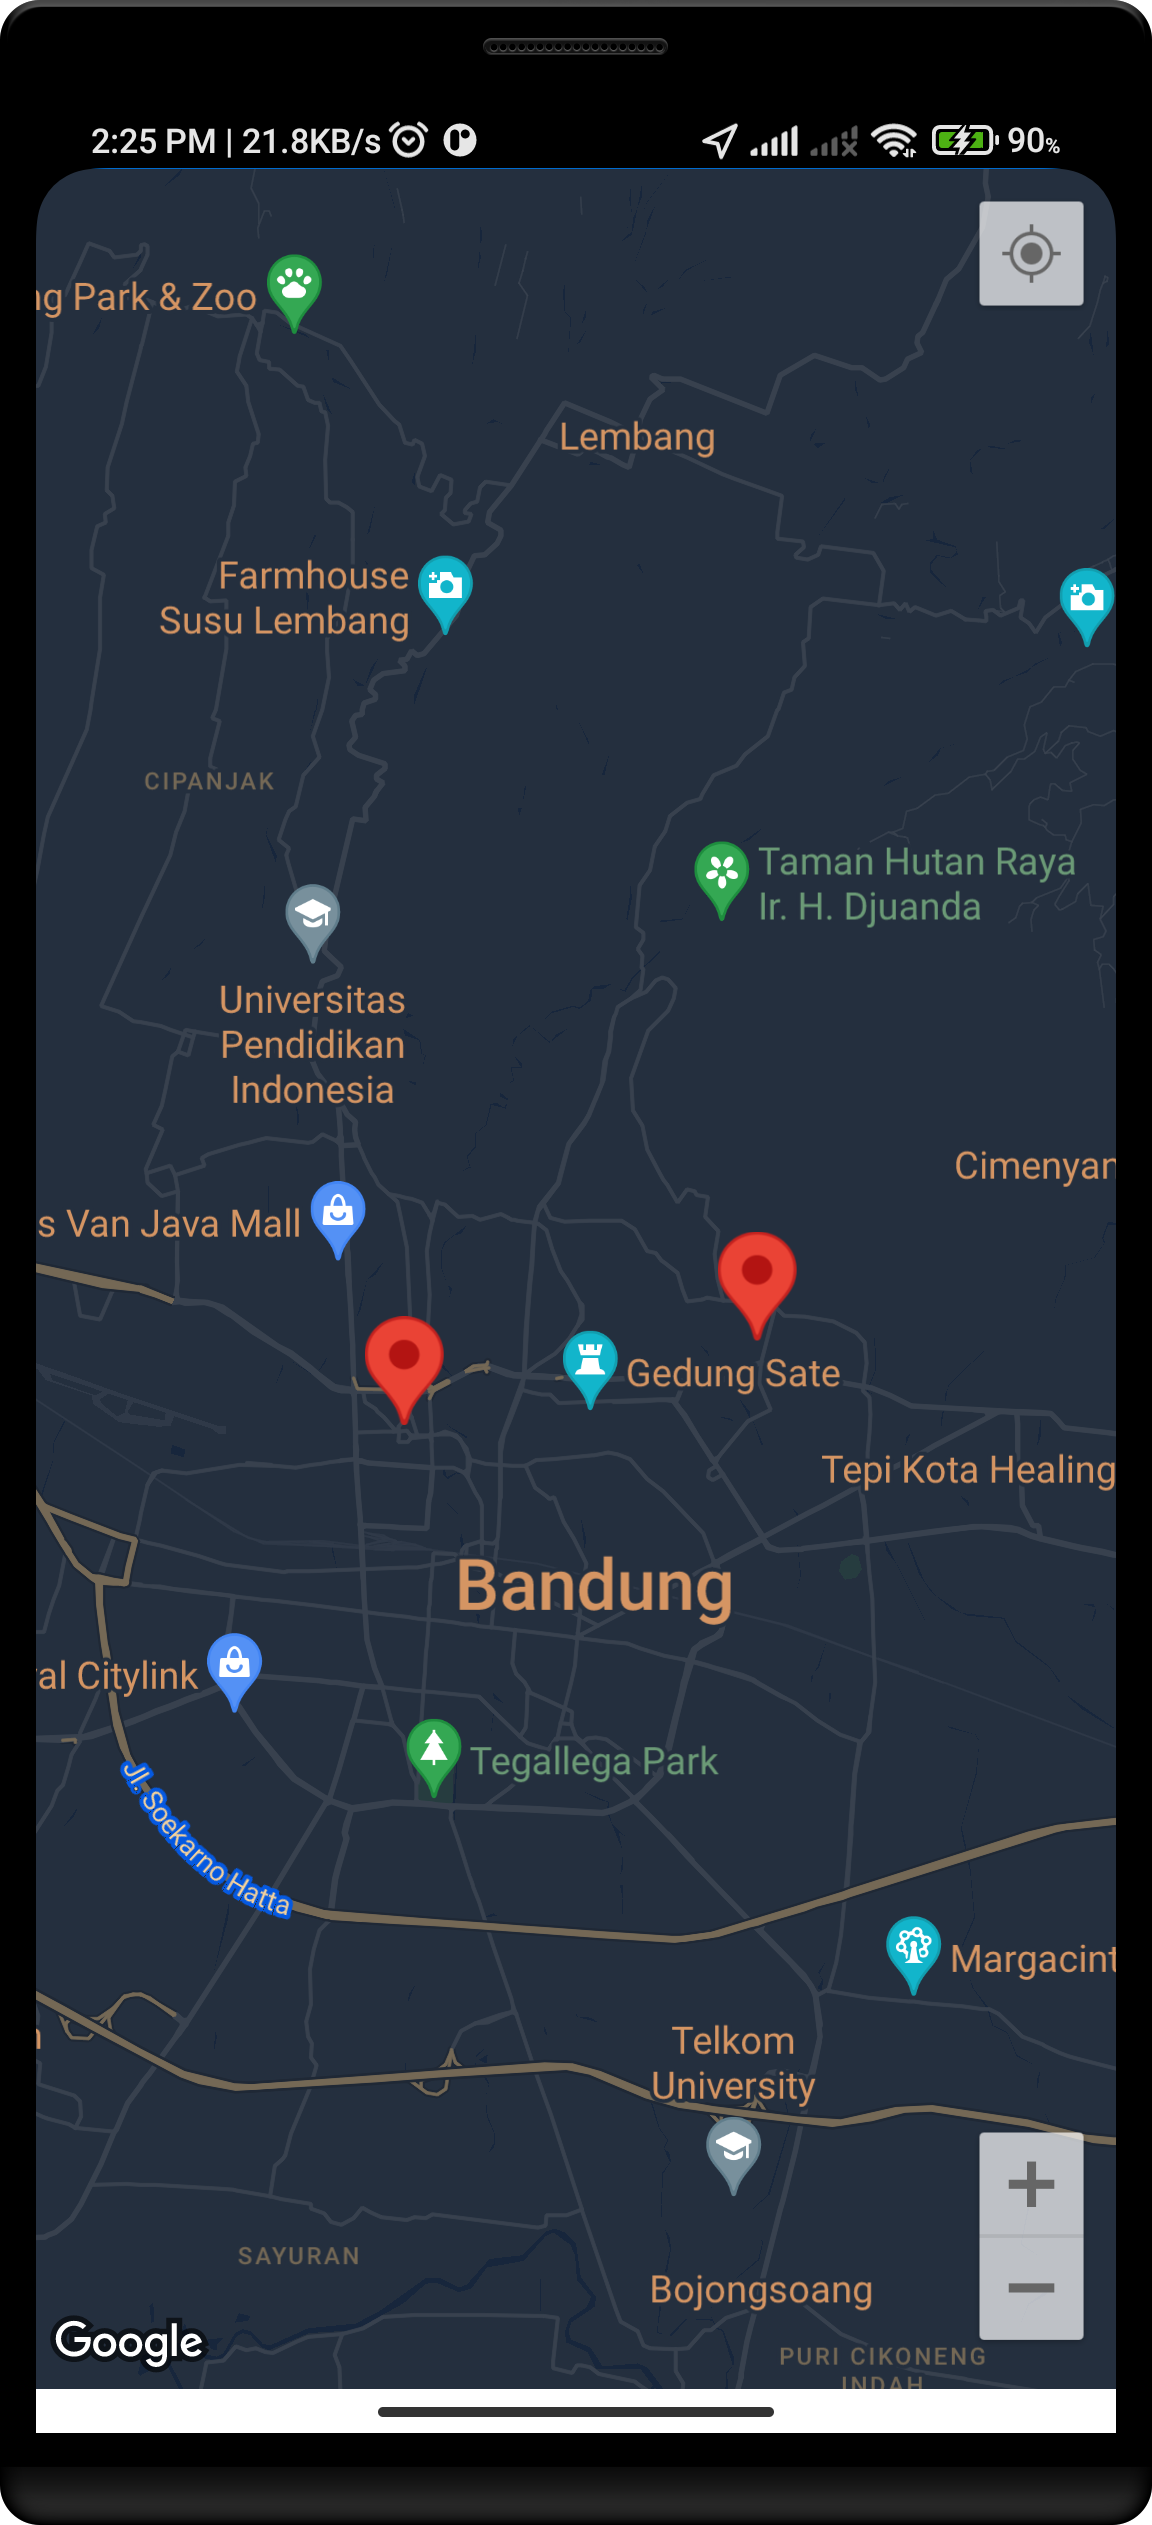 2:25 PM | 21.8KB/s
90%
ng Park & Zoo
Lembang
Farmhouse
Susu Lembang
CIPANJAK
Taman Hutan Raya
Ir. H. Djuanda
Universitas
Pendidikan
Indonesia
Cimenyan
s Van Java Mall
Gedung Sate
Tepi Kota Healing
Bandung
al Citylink
Tegallega Park
Jl. Soekarno Hatta
Margacint
Telkom
University
SAYURAN
Bojongsoang
Google
PURI CIKONENG
INDAH